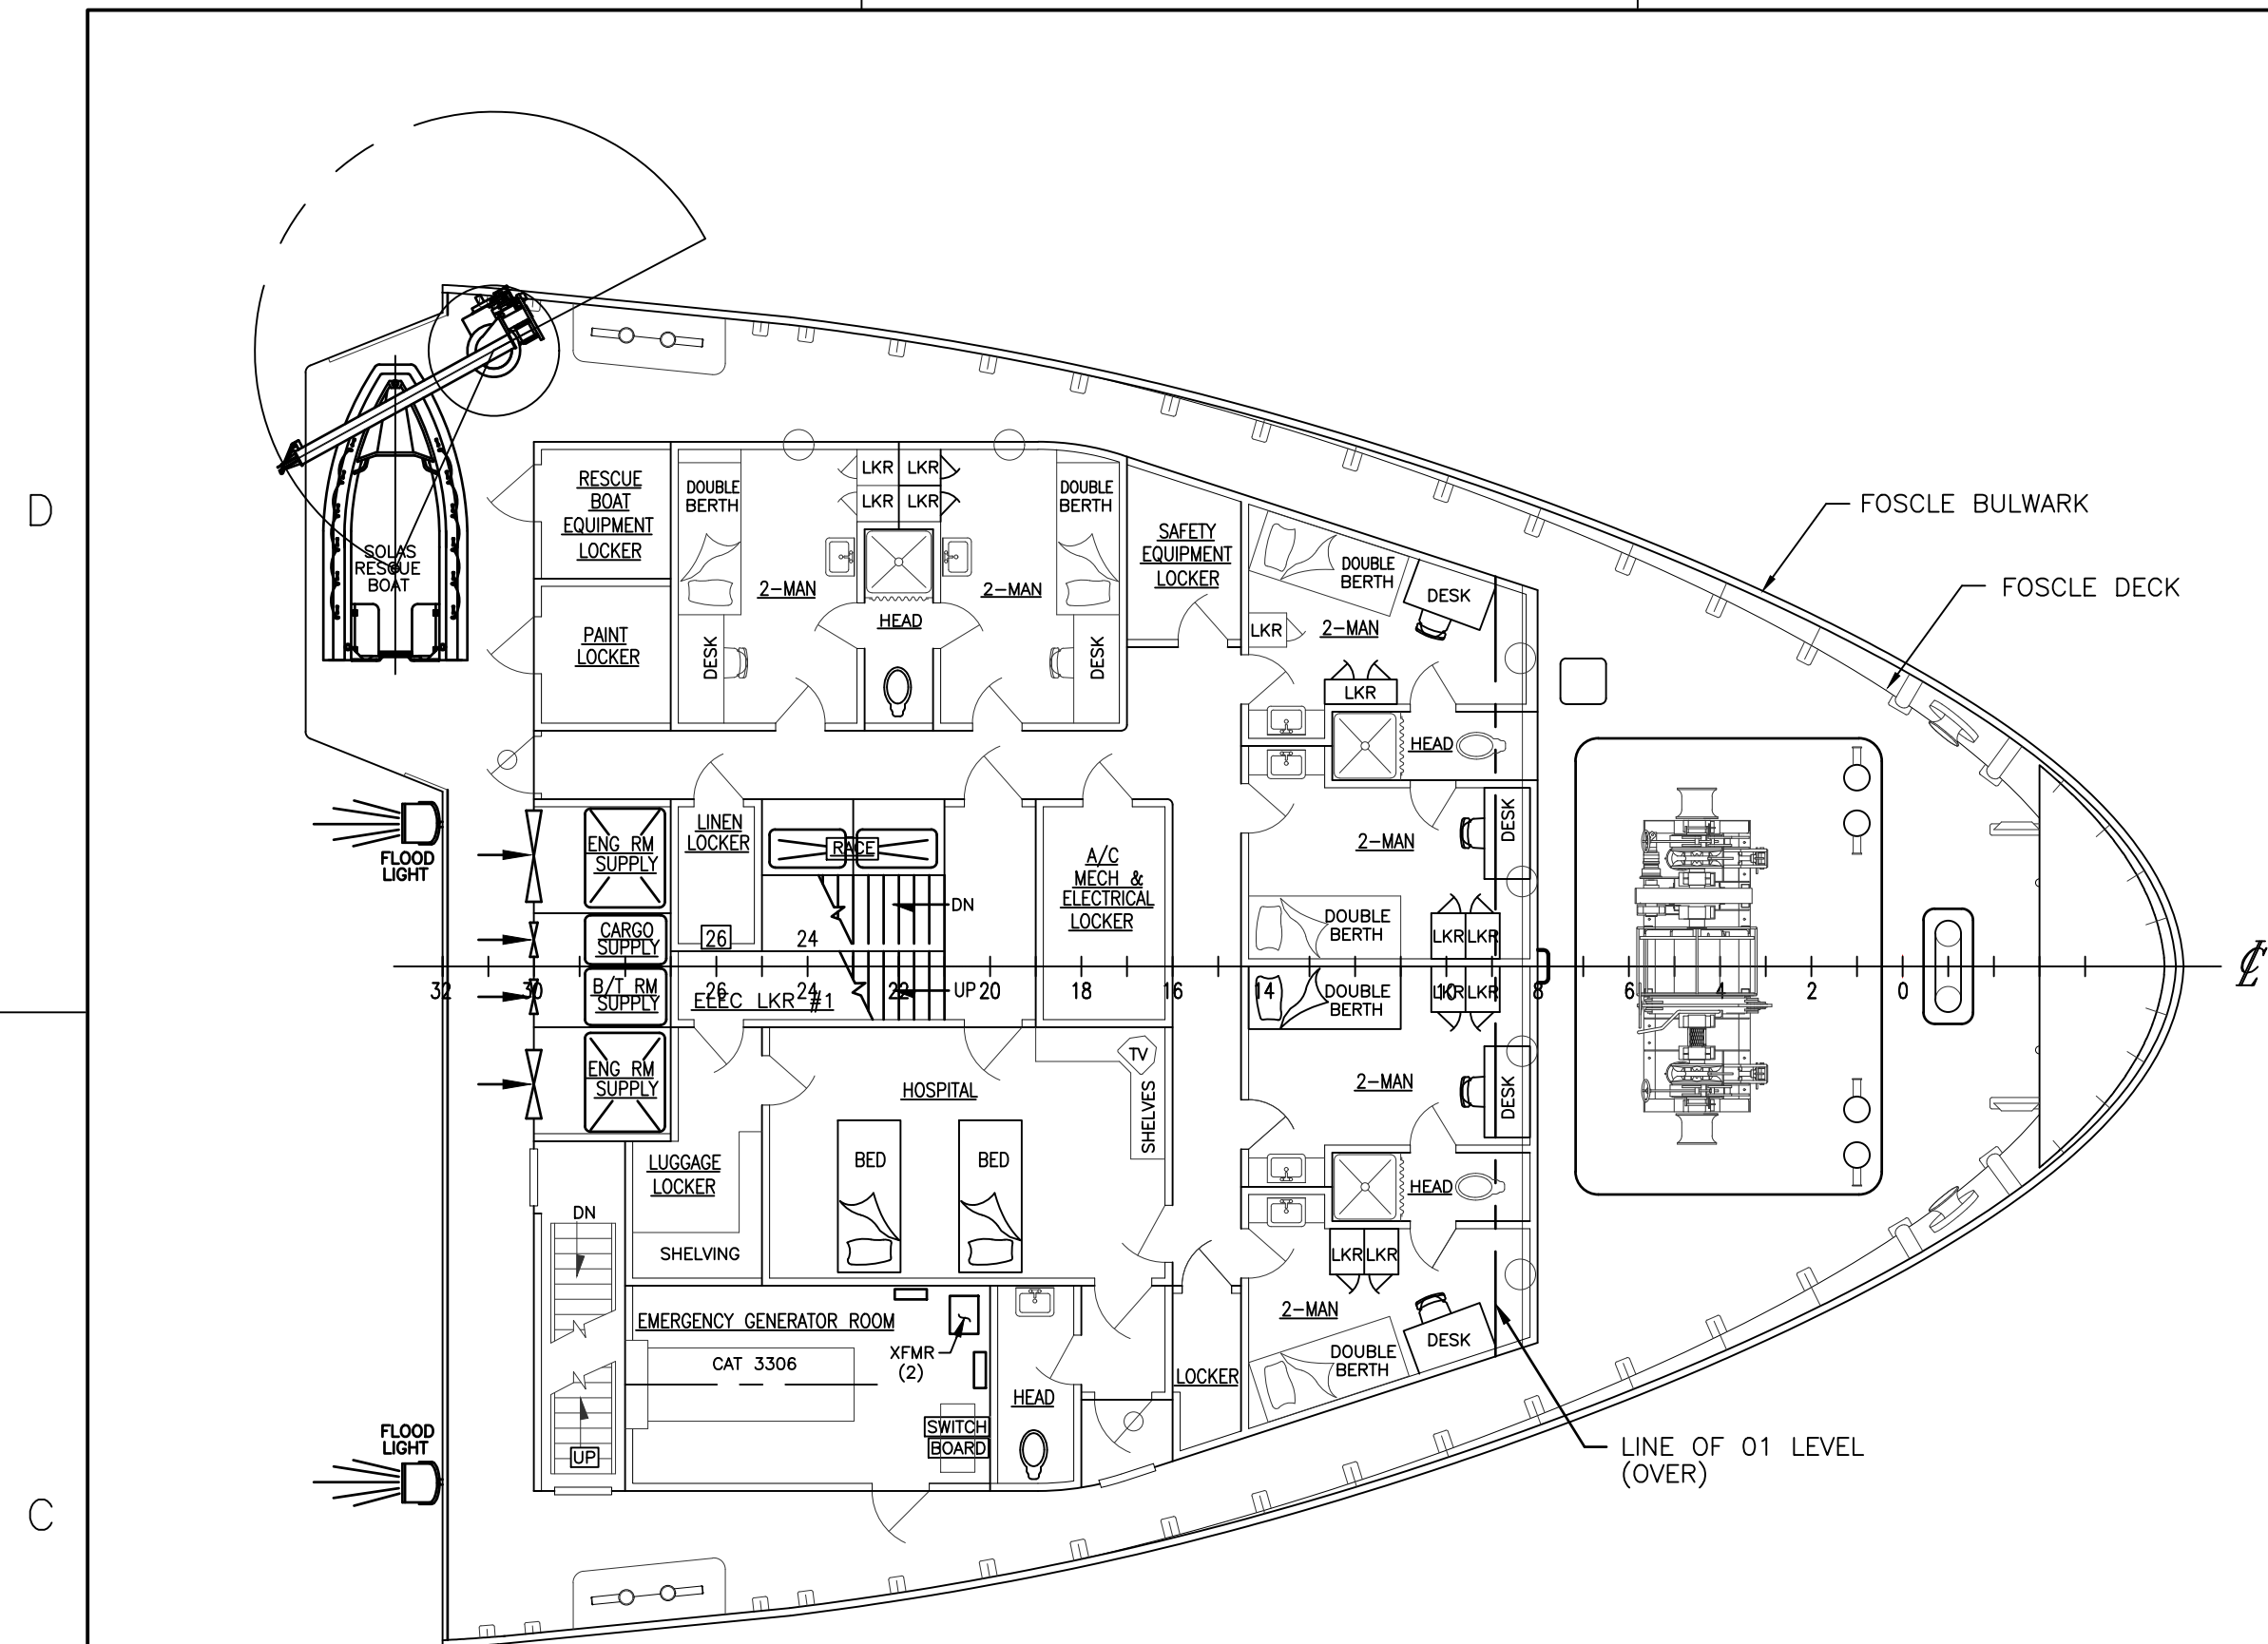 D
FOSCLE BULWARK
FOSCLE DECK
SOLAS
RESCUE
BOAT
RESCUE
BOAT
EQUIPMENT
LOCKER
PAINT
LOCKER
DOUBLE
BERTH
LKR
LKR
LKR
LKR
DOUBLE
BERTH
2-MAN
2-MAN
HEAD
DESK
DESK
SAFETY
EQUIPMENT
LOCKER
DOUBLE
BERTH
DESK
LKR
2-MAN
LKR
HEAD
FLOOD
LIGHT
ENG RM
SUPPLY
LINEN
LOCKER
RACE
DN
A/C
MECH &
ELECTRICAL
LOCKER
2-MAN
DESK
DOUBLE
BERTH
LKR
LKR
CARGO
SUPPLY
26
24
℄
32
30
26
24
22
20
18
16
14
10
8
6
4
2
0
B/T RM
SUPPLY
ELEC LKR #1
UP
DOUBLE
BERTH
LKR
LKR
ENG RM
SUPPLY
HOSPITAL
TV
SHELVES
2-MAN
DESK
BED
BED
LUGGAGE
LOCKER
SHELVING
DN
HEAD
LKR
LKR
2-MAN
DESK
DOUBLE
BERTH
EMERGENCY GENERATOR ROOM
CAT 3306
XFMR
(2)
HEAD
LOCKER
SWITCH
BOARD
UP
FLOOD
LIGHT
LINE OF 01 LEVEL
(OVER)
C